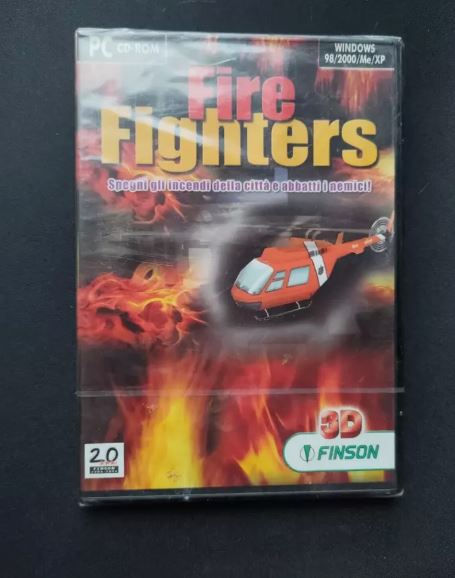 PC CD-ROM
WINDOWS
98/2000/Me/XP
Fire
Fighters
Spegni gli incendi della città e abbatti i nemici!
3D
FINSON
2.0